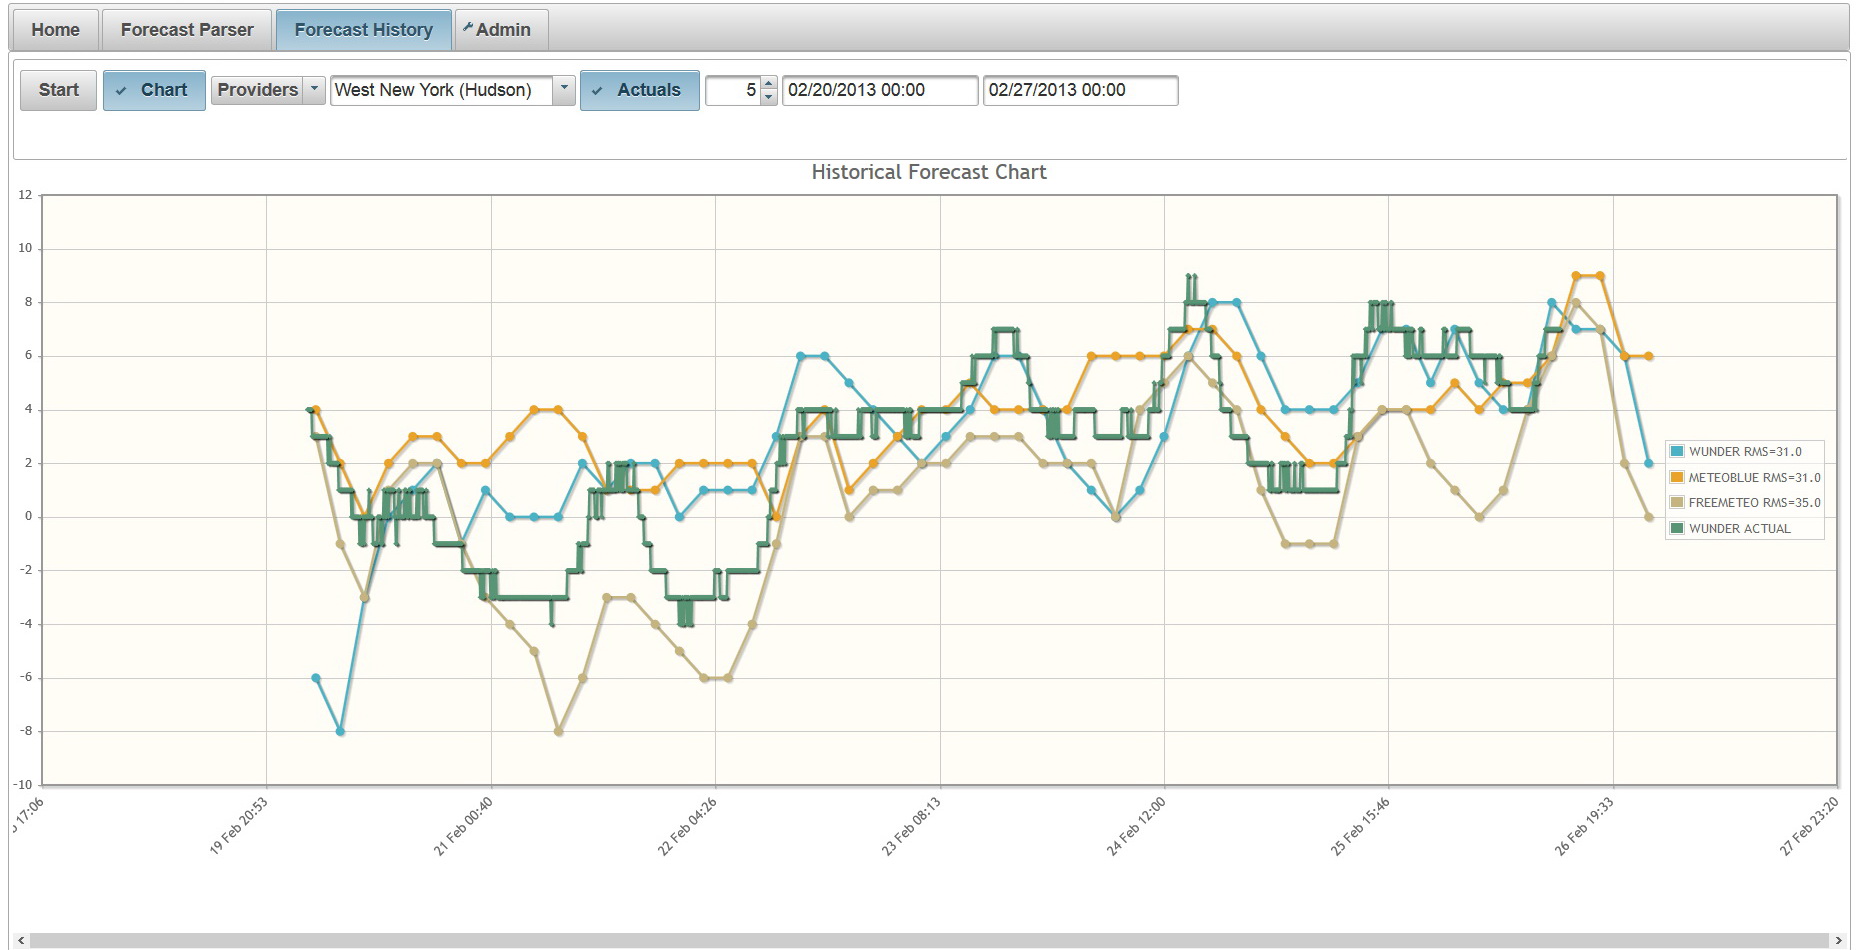 Home Forecast Parser Forecast History Admin
Start Chart Providers West New York (Hudson) Actuals 5 02/20/2013 00:00 02/27/2013 00:00
Historical Forecast Chart
12
10
8
6
4
2
0
-2
-4
-6
-8
-10
WUNDER RMS=31.0
METEOBLUE RMS=31.0
FREEMETEO RMS=35.0
WUNDER ACTUAL
17:06
19 Feb 20:53
21 Feb 00:40
22 Feb 04:26
23 Feb 08:13
24 Feb 12:00
25 Feb 15:46
26 Feb 19:33
27 Feb 23:20